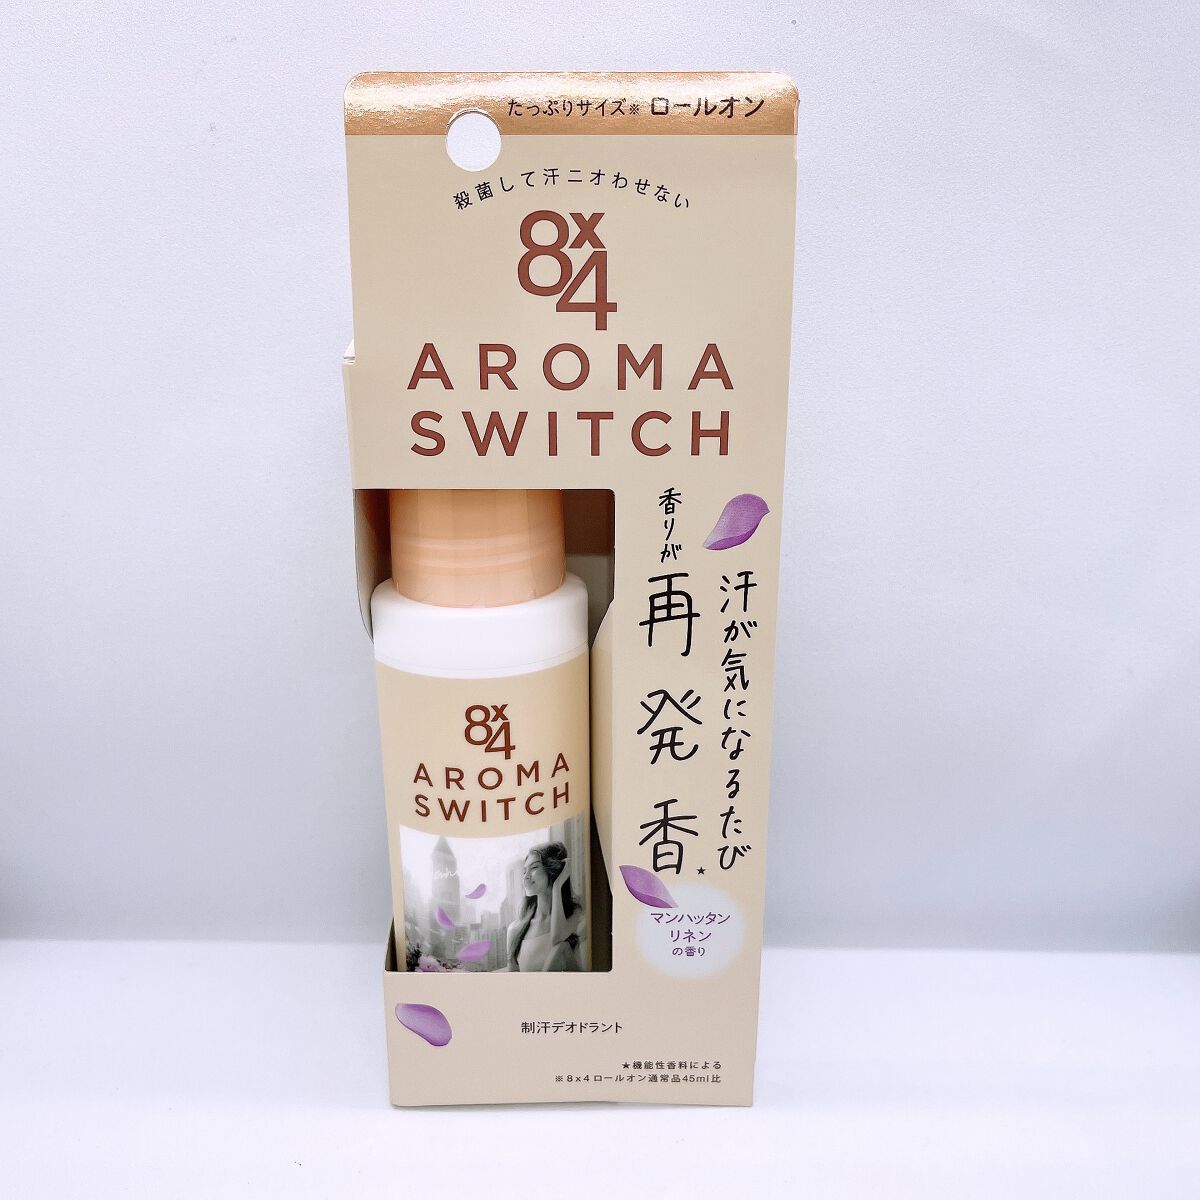 たっぷりサイズ※ ロールオン
殺菌して汗ニオわせない
8x4
AROMA
SWITCH
汗が気になるたび
香りが
再発香★
マンハッタン
リネン
の香り
8x4
AROMA
SWITCH
制汗デオドラント
★機能性香料による
※8x4ロールオン通常品45ml比